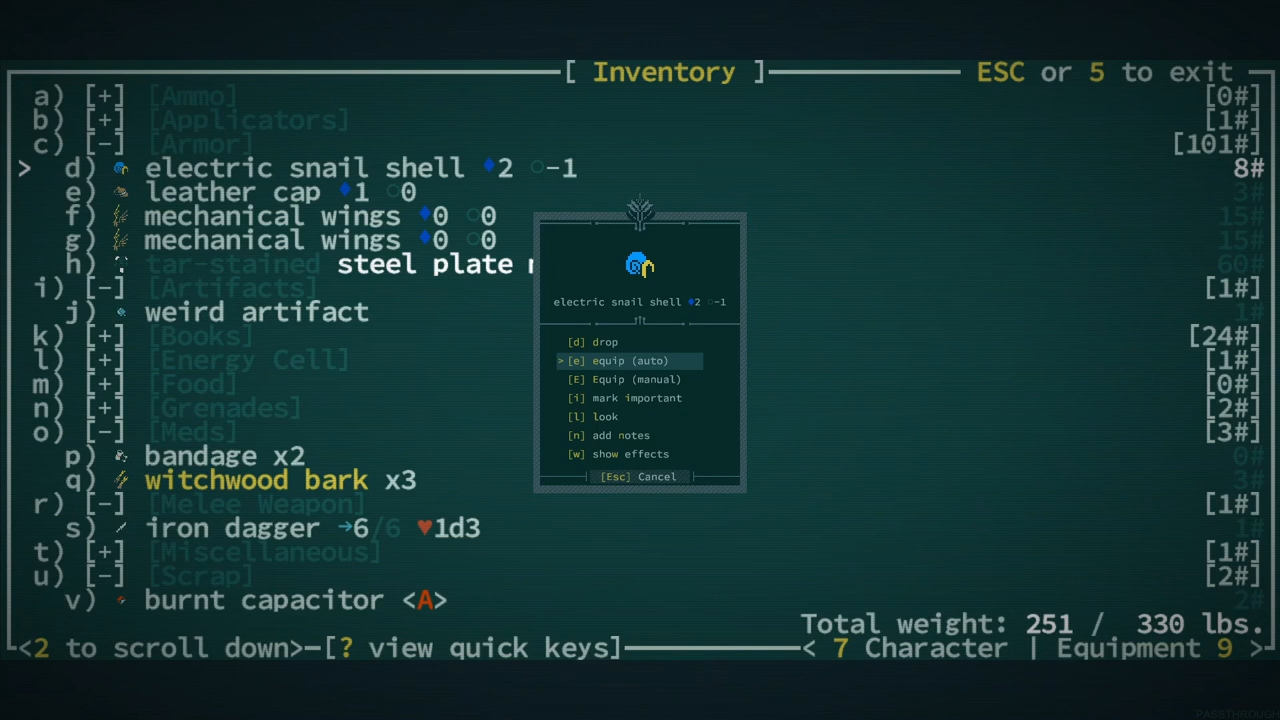 [ Inventory ] ESC or 5 to exit
a) [+] [Ammo] [0#]
b) [+] [Applicators] [1#]
c) [-] [Armor] [101#]
> d) electric snail shell ♦2 ○-1 8#
e) leather cap ♦1 ○0 3#
f) mechanical wings ♦0 ○0 15#
g) mechanical wings ♦0 ○0 15#
h) tar-stained steel plate 60#
i) [-] [Artifacts] [1#]
j) weird artifact 1#
k) [+] [Books] [24#]
l) [+] [Energy Cell] [1#]
m) [+] [Food] [0#]
n) [+] [Grenades] [2#]
o) [-] [Meds] [3#]
p) bandage x2 0#
q) witchwood bark x3 3#
r) [-] [Melee Weapon] [1#]
s) iron dagger →6/6 ♥1d3 1#
t) [+] [Miscellaneous] [1#]
u) [-] [Scrap] [2#]
v) burnt capacitor <A> 2#
Total weight: 251 / 330 lbs.
<2 to scroll down> [? view quick keys] < 7 Character | Equipment 9 >
electric snail shell ♦2 ○-1
[d] drop
> [e] equip (auto)
[E] Equip (manual)
[i] mark important
[l] look
[n] add notes
[w] show effects
[Esc] Cancel